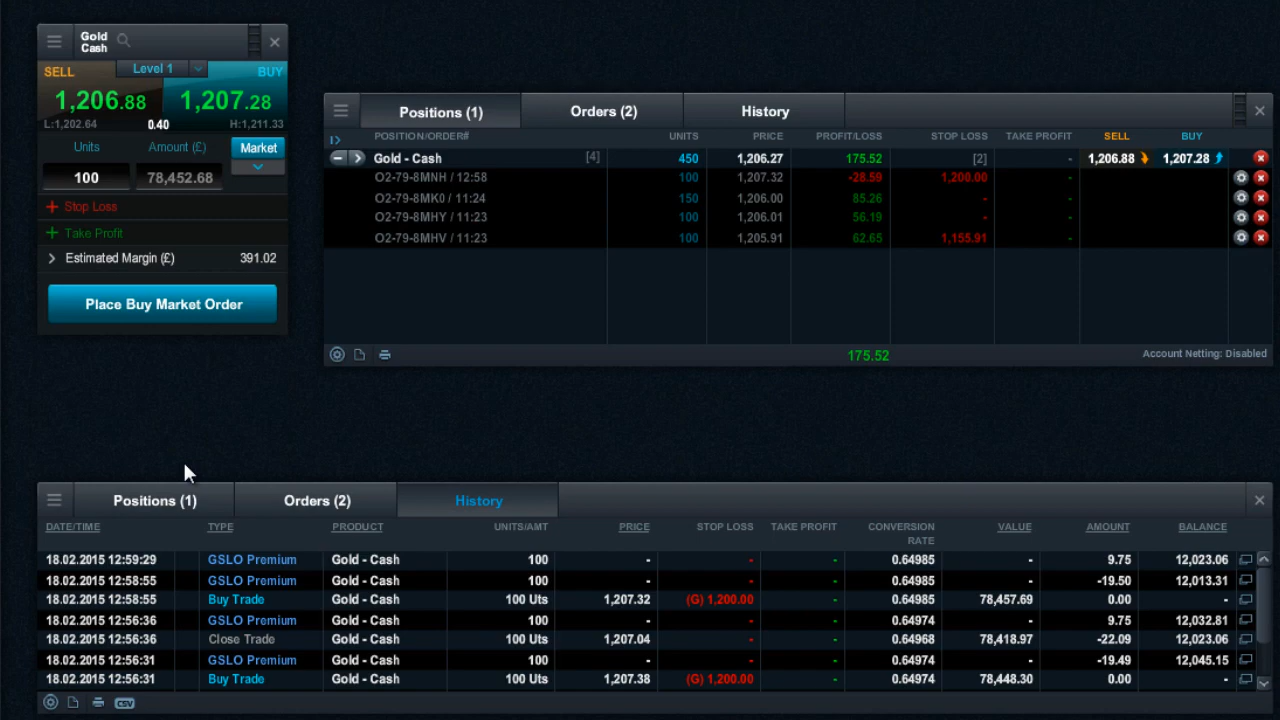 Gold
Cash
SELL Level 1 BUY
1,206.88 1,207.28
L:1,202.64 0.40 H:1,211.33
Units Amount (£) Market
100 78,452.68
+ Stop Loss
+ Take Profit
Estimated Margin (£) 391.02
Place Buy Market Order
Positions (1) Orders (2) History
POSITION/ORDER# UNITS PRICE PROFIT/LOSS STOP LOSS TAKE PROFIT SELL BUY
Gold - Cash [4] 450 1,206.27 175.52 [2] - 1,206.88 1,207.28
O2-79-8MNH / 12:58 100 1,207.32 -28.59 1,200.00 -
O2-79-8MK0 / 11:24 150 1,206.00 85.26 - -
O2-79-8MHY / 11:23 100 1,206.01 56.19 - -
O2-79-8MHV / 11:23 100 1,205.91 62.65 1,155.91 -
175.52 Account Netting: Disabled
Positions (1) Orders (2) History
DATE/TIME TYPE PRODUCT UNITS/AMT PRICE STOP LOSS TAKE PROFIT CONVERSION RATE VALUE AMOUNT BALANCE
18.02.2015 12:59:29 GSLO Premium Gold - Cash 100 - - - 0.64985 - 9.75 12,023.06
18.02.2015 12:58:55 GSLO Premium Gold - Cash 100 - - - 0.64985 - -19.50 12,013.31
18.02.2015 12:58:55 Buy Trade Gold - Cash 100 Uts 1,207.32 (G) 1,200.00 - 0.64985 78,457.69 0.00 -
18.02.2015 12:56:36 GSLO Premium Gold - Cash 100 - - - 0.64974 - 9.75 12,032.81
18.02.2015 12:56:36 Close Trade Gold - Cash 100 Uts 1,207.04 - - 0.64968 78,418.97 -22.09 12,023.06
18.02.2015 12:56:31 GSLO Premium Gold - Cash 100 - - - 0.64974 - -19.49 12,045.15
18.02.2015 12:56:31 Buy Trade Gold - Cash 100 Uts 1,207.38 (G) 1,200.00 - 0.64974 78,448.30 0.00 -
CSV